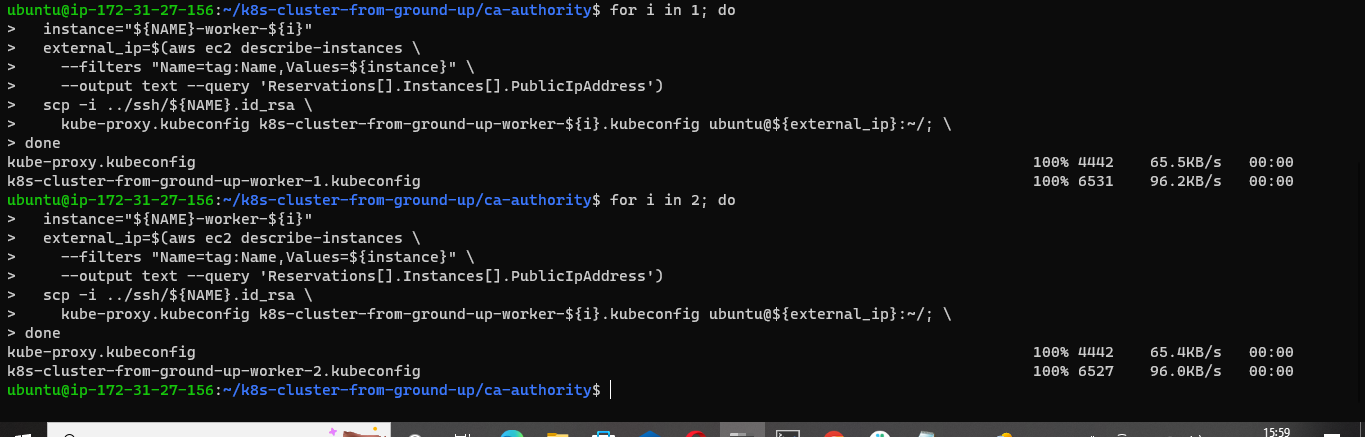 ubuntu@ip-172-31-27-156:~/k8s-cluster-from-ground-up/ca-authority$ for i in 1; do
>   instance="${NAME}-worker-${i}"
>   external_ip=$(aws ec2 describe-instances \
>     --filters "Name=tag:Name,Values=${instance}" \
>     --output text --query 'Reservations[].Instances[].PublicIpAddress')
>   scp -i ../ssh/${NAME}.id_rsa \
>     kube-proxy.kubeconfig k8s-cluster-from-ground-up-worker-${i}.kubeconfig ubuntu@${external_ip}:~/; \
> done
kube-proxy.kubeconfig 100% 4442 65.5KB/s 00:00
k8s-cluster-from-ground-up-worker-1.kubeconfig 100% 6531 96.2KB/s 00:00
ubuntu@ip-172-31-27-156:~/k8s-cluster-from-ground-up/ca-authority$ for i in 2; do
>   instance="${NAME}-worker-${i}"
>   external_ip=$(aws ec2 describe-instances \
>     --filters "Name=tag:Name,Values=${instance}" \
>     --output text --query 'Reservations[].Instances[].PublicIpAddress')
>   scp -i ../ssh/${NAME}.id_rsa \
>     kube-proxy.kubeconfig k8s-cluster-from-ground-up-worker-${i}.kubeconfig ubuntu@${external_ip}:~/; \
> done
kube-proxy.kubeconfig 100% 4442 65.4KB/s 00:00
k8s-cluster-from-ground-up-worker-2.kubeconfig 100% 6527 96.0KB/s 00:00
ubuntu@ip-172-31-27-156:~/k8s-cluster-from-ground-up/ca-authority$
15:59